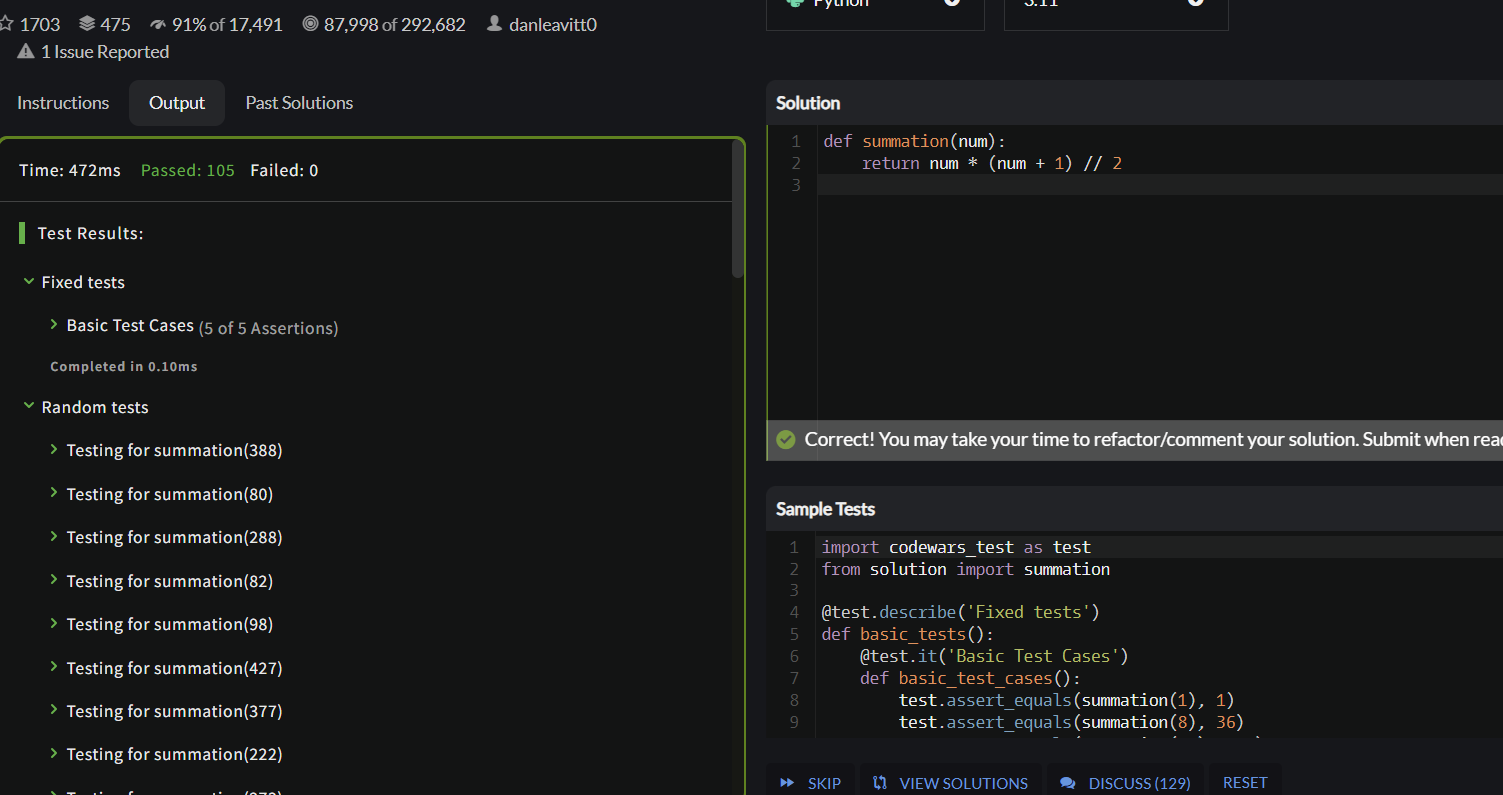 1703 475 91% of 17,491 87,998 of 292,682 danleavitt0
1 Issue Reported
Instructions Output Past Solutions
Time: 472ms Passed: 105 Failed: 0
Test Results:
Fixed tests
Basic Test Cases (5 of 5 Assertions)
Completed in 0.10ms
Random tests
Testing for summation(388)
Testing for summation(80)
Testing for summation(288)
Testing for summation(82)
Testing for summation(98)
Testing for summation(427)
Testing for summation(377)
Testing for summation(222)
Python 3.11
Solution
1 def summation(num):
2 return num * (num + 1) // 2
3
Correct! You may take your time to refactor/comment your solution. Submit when
Sample Tests
1 import codewars_test as test
2 from solution import summation
3
4 @test.describe('Fixed tests')
5 def basic_tests():
6 @test.it('Basic Test Cases')
7 def basic_test_cases():
8 test.assert_equals(summation(1), 1)
9 test.assert_equals(summation(8), 36)
SKIP VIEW SOLUTIONS DISCUSS (129) RESET